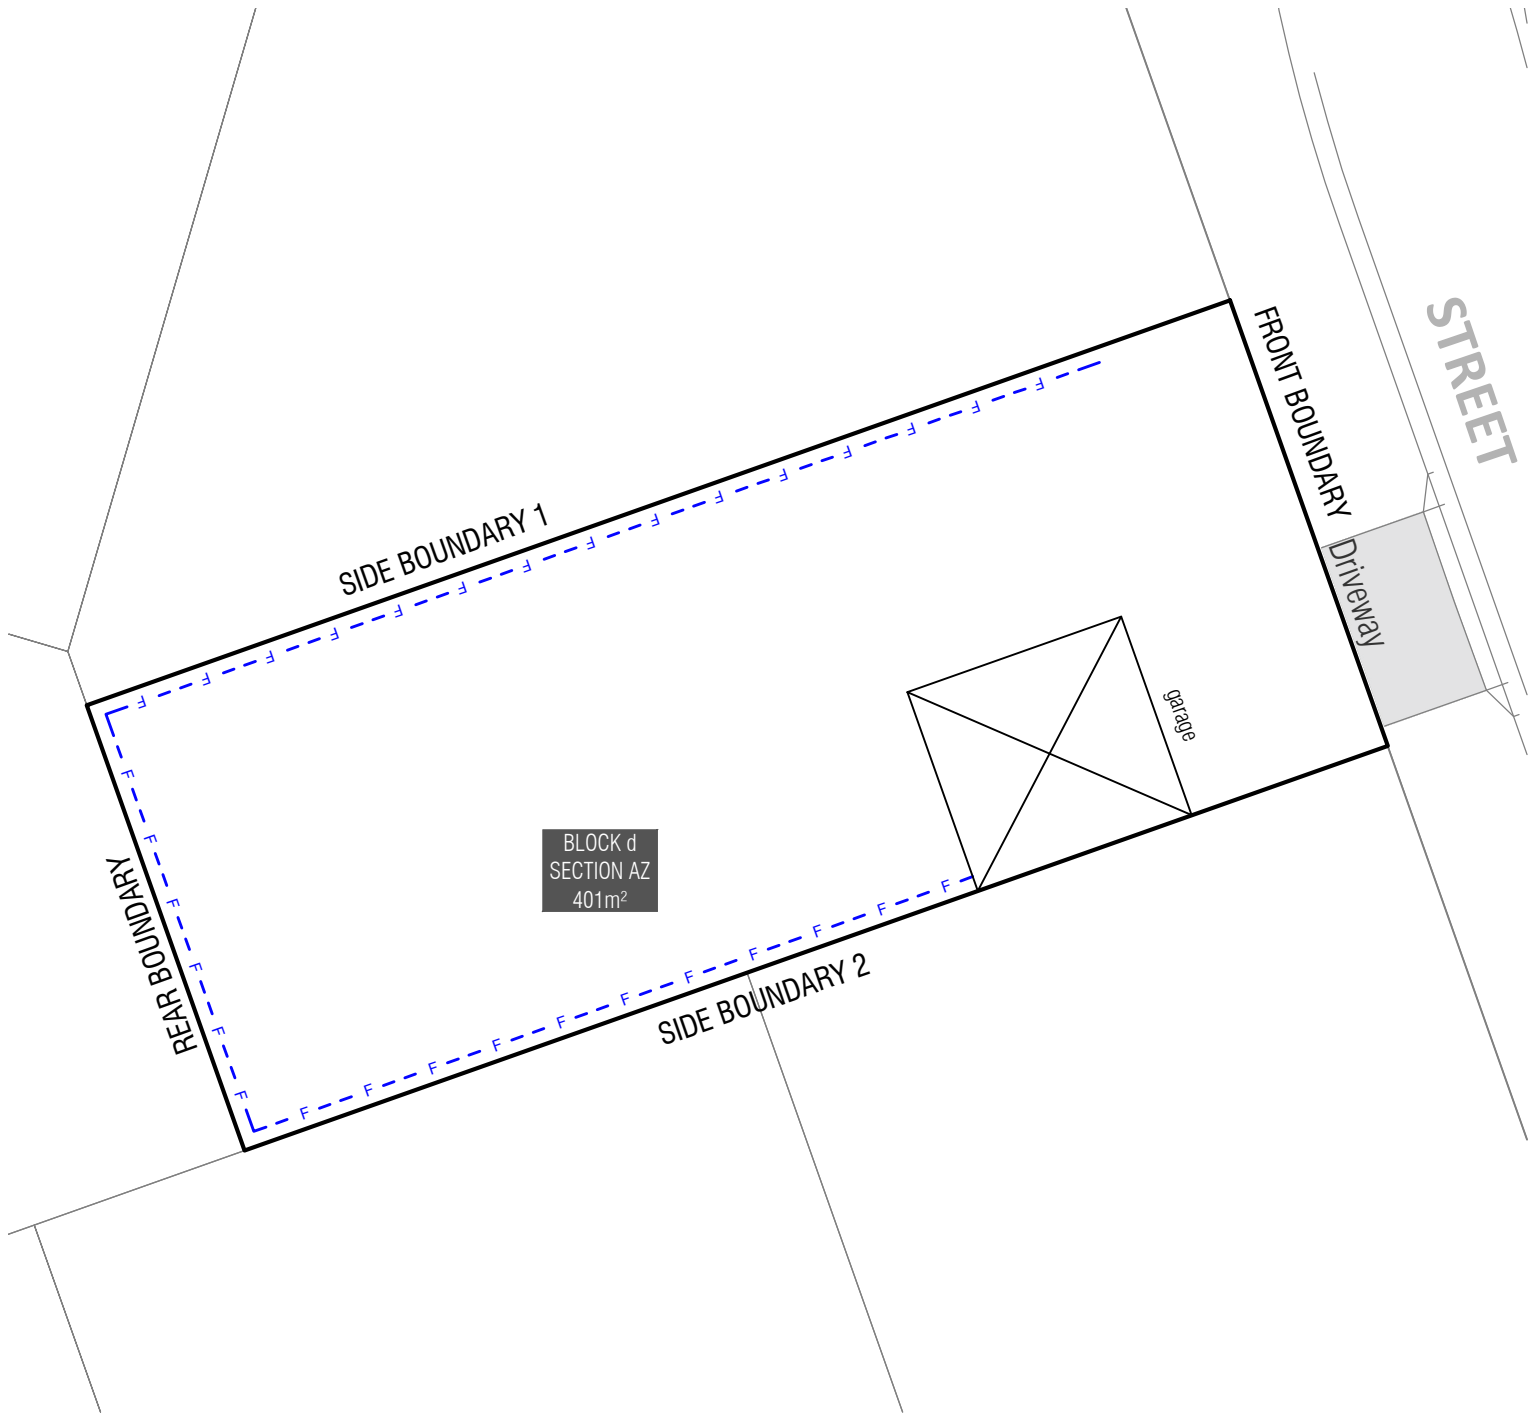 STREET
FRONT BOUNDARY
SIDE BOUNDARY 1
Driveway
garage
BLOCK d
SECTION AZ
401m²
REAR BOUNDARY
SIDE BOUNDARY 2
F F F F F F F F F F F F F F F
F F F F F F
F F F F F F F F F F F